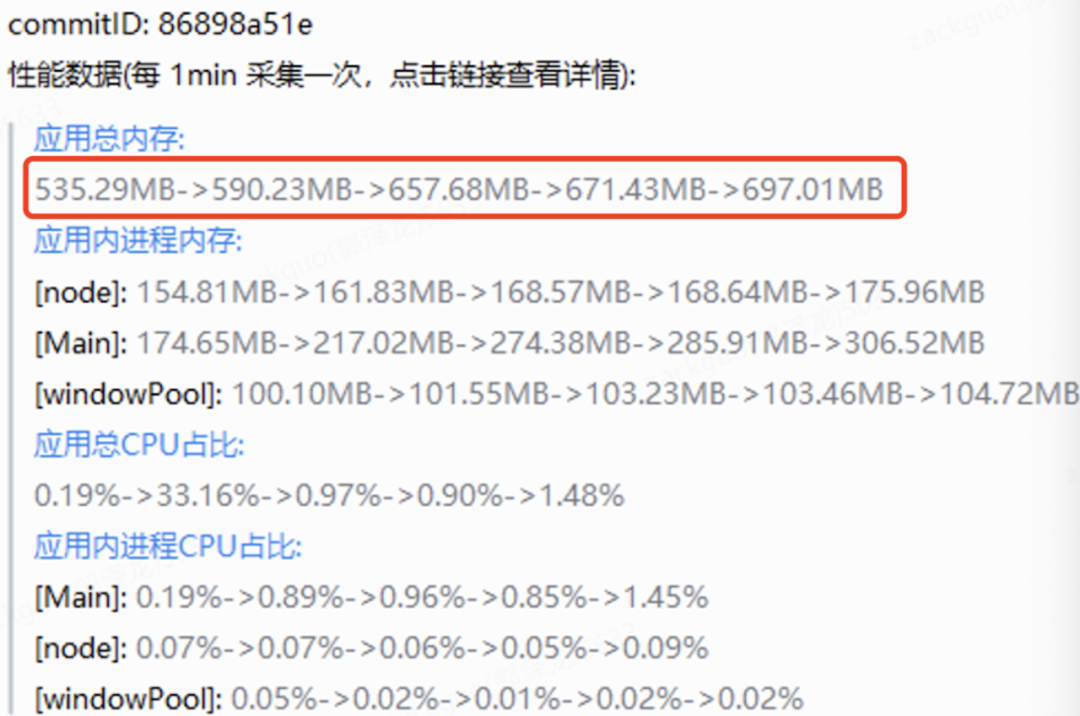 commitID: 86898a51e
性能数据(每 1min 采集一次，点击链接查看详情):
应用总内存:
535.29MB->590.23MB->657.68MB->671.43MB->697.01MB
应用内进程内存:
[node]: 154.81MB->161.83MB->168.57MB->168.64MB->175.96MB
[Main]: 174.65MB->217.02MB->274.38MB->285.91MB->306.52MB
[windowPool]: 100.10MB->101.55MB->103.23MB->103.46MB->104.72MB
应用总CPU占比:
0.19%->33.16%->0.97%->0.90%->1.48%
应用内进程CPU占比:
[Main]: 0.19%->0.89%->0.96%->0.85%->1.45%
[node]: 0.07%->0.07%->0.06%->0.05%->0.09%
[windowPool]: 0.05%->0.02%->0.01%->0.02%->0.02%